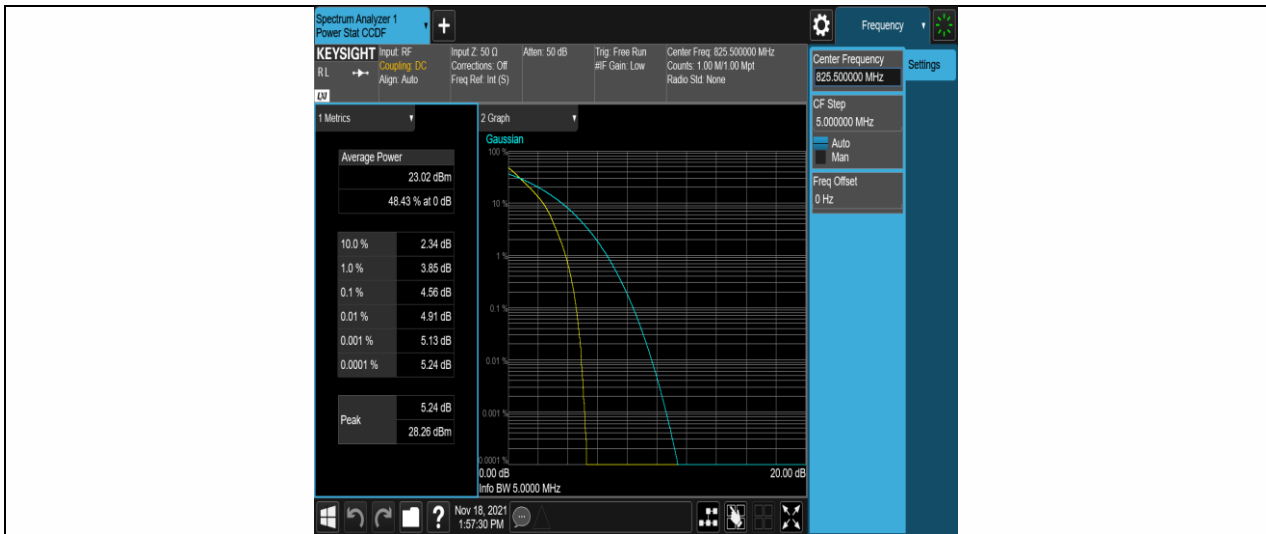 Spectrum Analyzer 1
Power Stat CCDF
Frequency
KEYSIGHT
RL
LXI
Input: RF
Coupling: DC
Align: Auto
Input Z: 50 Ω
Corrections: Off
Freq Ref: Int (S)
Atten: 50 dB
Trig: Free Run
#IF Gain: Low
Center Freq: 825.500000 MHz
Counts: 1.00 M/1.00 Mpt
Radio Std: None
Center Frequency
825.500000 MHz
Settings
CF Step
5.000000 MHz
Auto
Man
Freq Offset
0 Hz
1 Metrics
Average Power
23.02 dBm
48.43 % at 0 dB
10.0 % 2.34 dB
1.0 % 3.85 dB
0.1 % 4.56 dB
0.01 % 4.91 dB
0.001 % 5.13 dB
0.0001 % 5.24 dB
Peak
5.24 dB
28.26 dBm
2 Graph
Gaussian
100 %
10 %
1 %
0.1 %
0.01 %
0.001 %
0.0001 %
0.00 dB 20.00 dB
Info BW 5.0000 MHz
Nov 18, 2021
1:57:30 PM